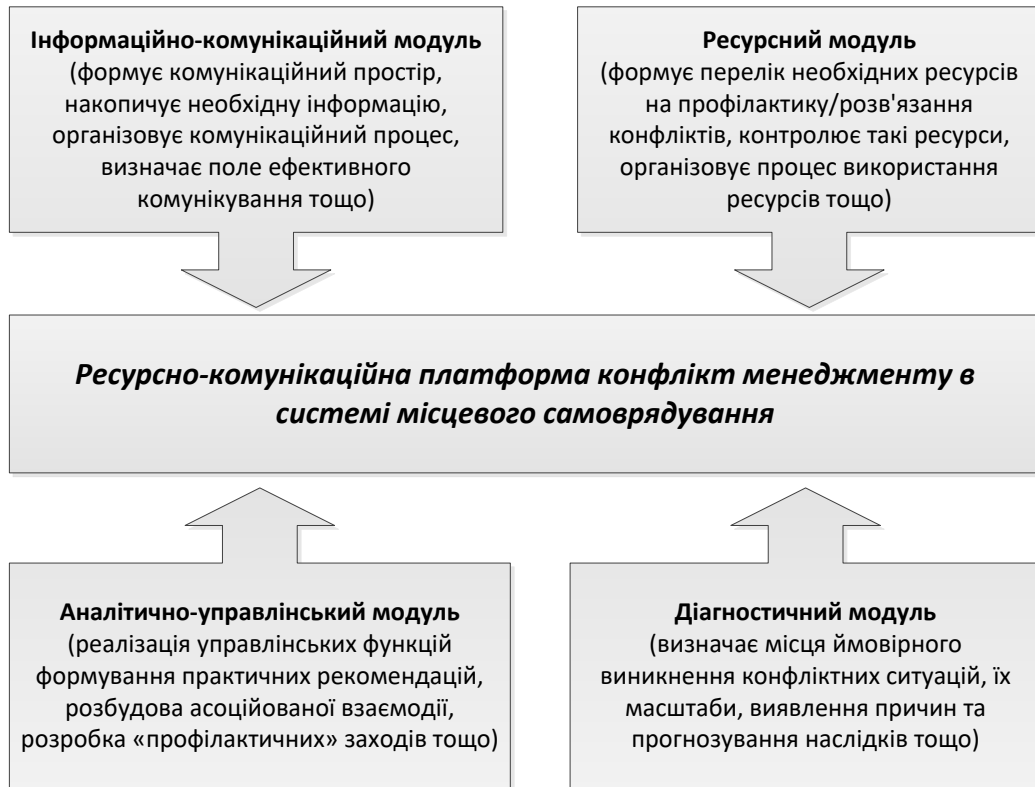 Інформаційно-комунікаційний модуль
(формує комунікаційний простір,
накопичує необхідну інформацію,
організовує комунікаційний процес,
визначає поле ефективного
комунікування тощо)
Ресурсний модуль
(формує перелік необхідних ресурсів
на профілактику/розв'язання
конфліктів, контролює такі ресурси,
організовує процес використання
ресурсів тощо)
Ресурсно-комунікаційна платформа конфлікт менеджменту в
системі місцевого самоврядування
Аналітично-управлінський модуль
(реалізація управлінських функцій
формування практичних рекомендацій,
розбудова асоційованої взаємодії,
розробка «профілактичних» заходів тощо)
Діагностичний модуль
(визначає місця ймовірного
виникнення конфліктних ситуацій, їх
масштаби, виявлення причин та
прогнозування наслідків тощо)